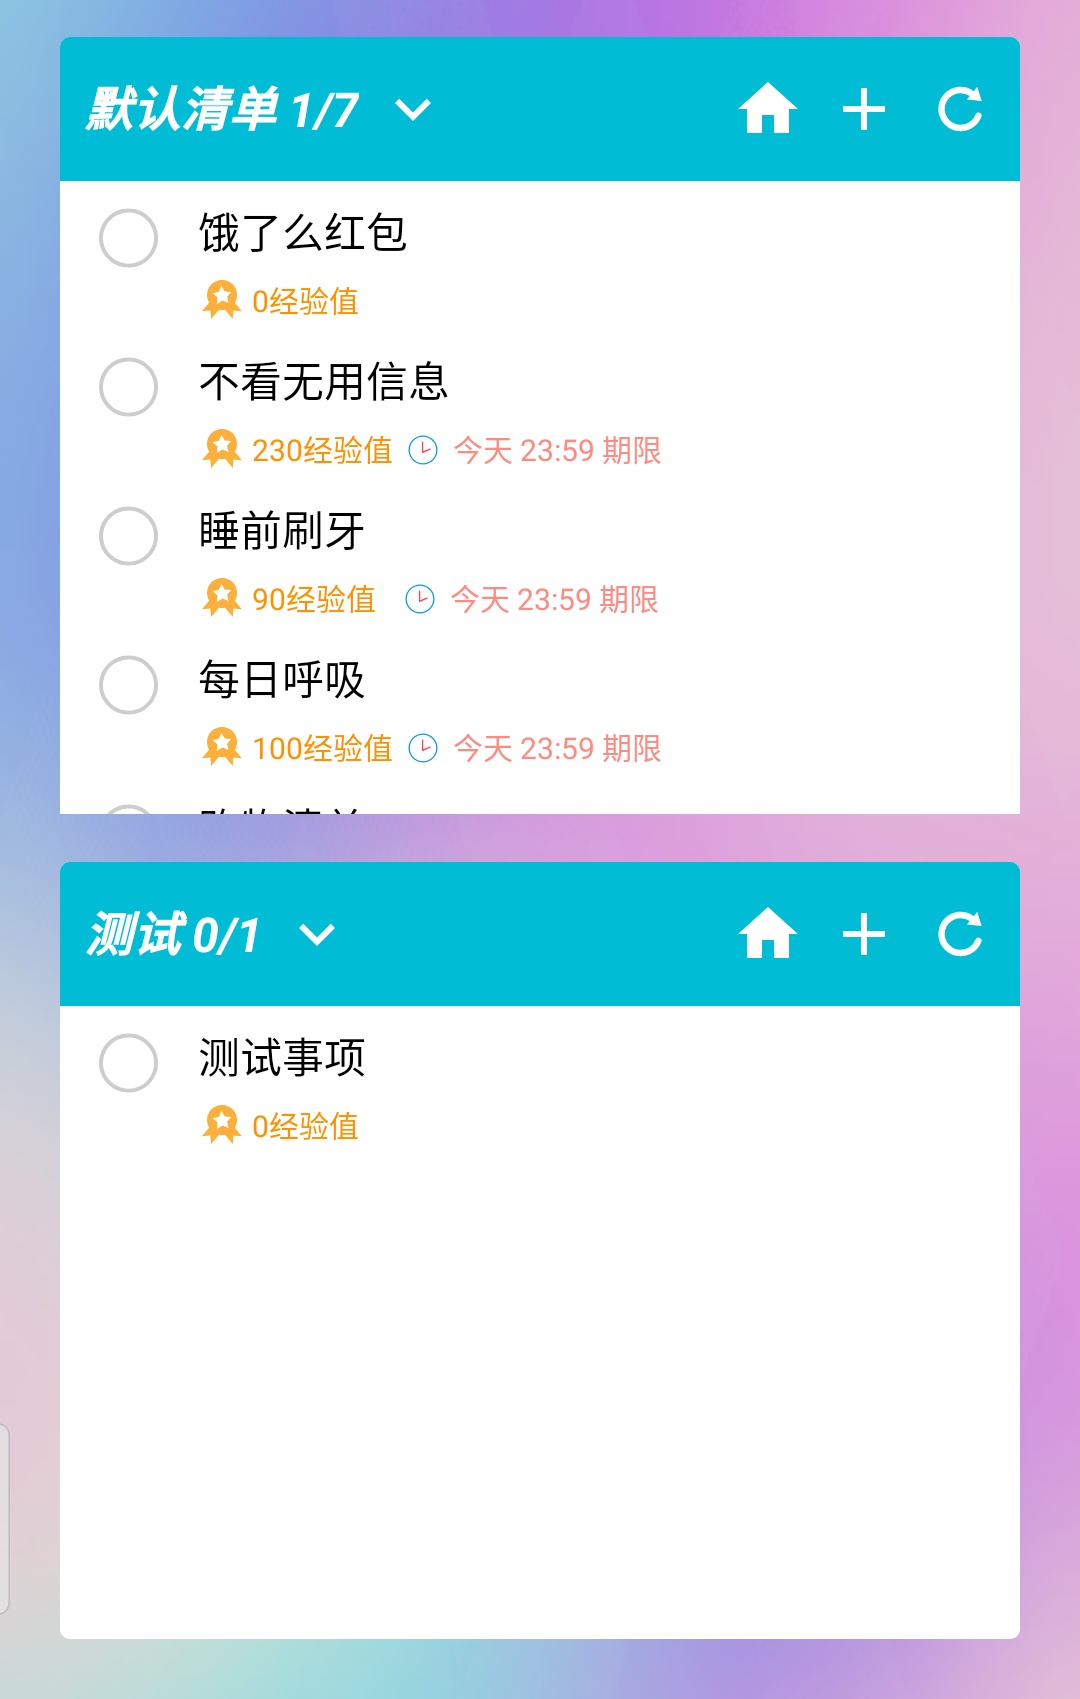 默认清单 1/7
饿了么红包
0经验值
不看无用信息
230经验值 今天 23:59 期限
睡前刷牙
90经验值 今天 23:59 期限
每日呼吸
100经验值 今天 23:59 期限
测试 0/1
测试事项
0经验值